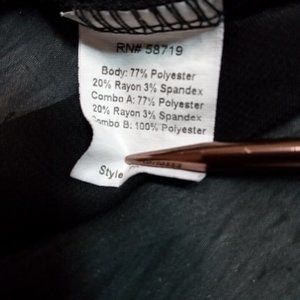 RN# 58719
Body: 77% Polyester
20% Rayon 3% Spandex
Combo A: 77% Polyester
20% Rayon 3% Spandex
Combo B: 100% Polyester
Style